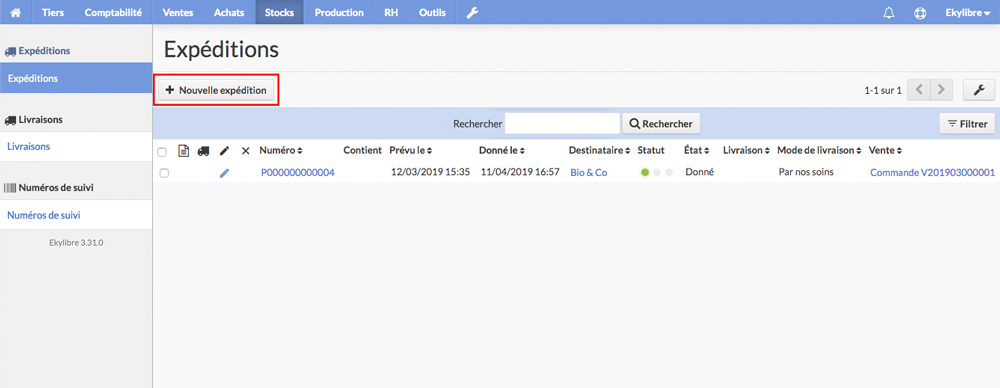 Tiers Comptabilité Ventes Achats Stocks Production RH Outils Ekylibre
Expéditions
Expéditions
Livraisons
Livraisons
Numéros de suivi
Numéros de suivi
Ekylibre 3.31.0
Expéditions
+ Nouvelle expédition
1-1 sur 1
Rechercher Rechercher Filtrer
Numéro Contient Prévu le Donné le Destinataire Statut État Livraison Mode de livraison Vente
P000000000004 12/03/2019 15:35 11/04/2019 16:57 Bio & Co Donné Par nos soins Commande V201903000001